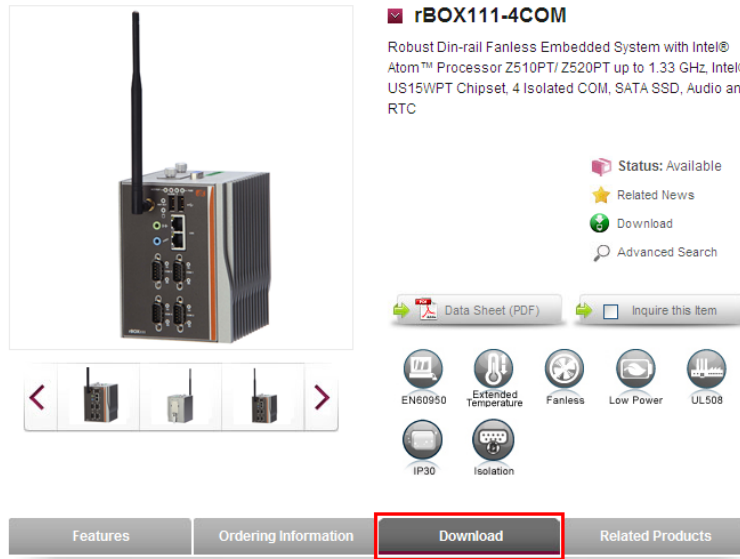 rBOX111-4COM
Robust Din-rail Fanless Embedded System with Intel®
Atom™ Processor Z510PT/ Z520PT up to 1.33 GHz, Intel
US15WPT Chipset, 4 Isolated COM, SATA SSD, Audio
RTC
Status: Available
Related News
Download
Advanced Search
Data Sheet (PDF)
Inquire this Item
EN60950
Extended
Temperature
Fanless
Low Power
UL508
IP30
Isolation
Features
Ordering Information
Download
Related Products